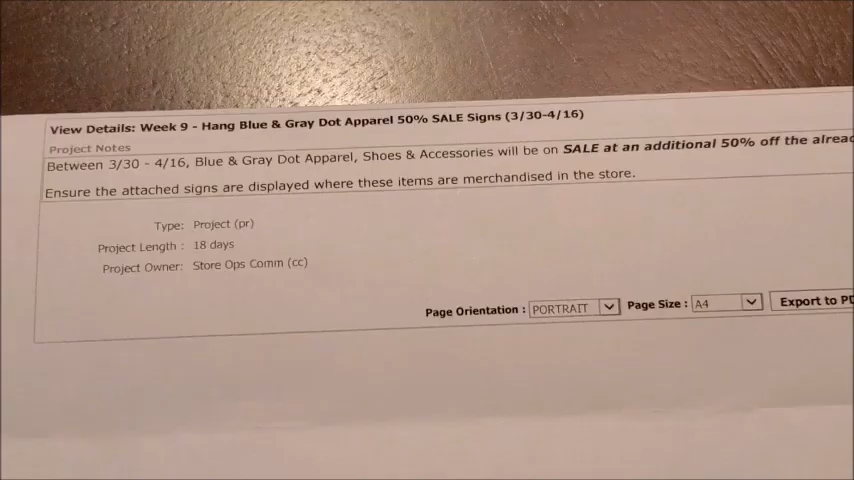 View Details: Week 9 - Hang Blue & Gray Dot Apparel 50% SALE Signs (3/30-4/16)
Project Notes
Between 3/30 - 4/16, Blue & Gray Dot Apparel, Shoes & Accessories will be on SALE at an additional 50% off the
Ensure the attached signs are displayed where these items are merchandised in the store.
Type: Project (pr)
Project Length : 18 days
Project Owner: Store Ops Comm (cc)
Page Orientation : PORTRAIT Page Size : A4 Export to